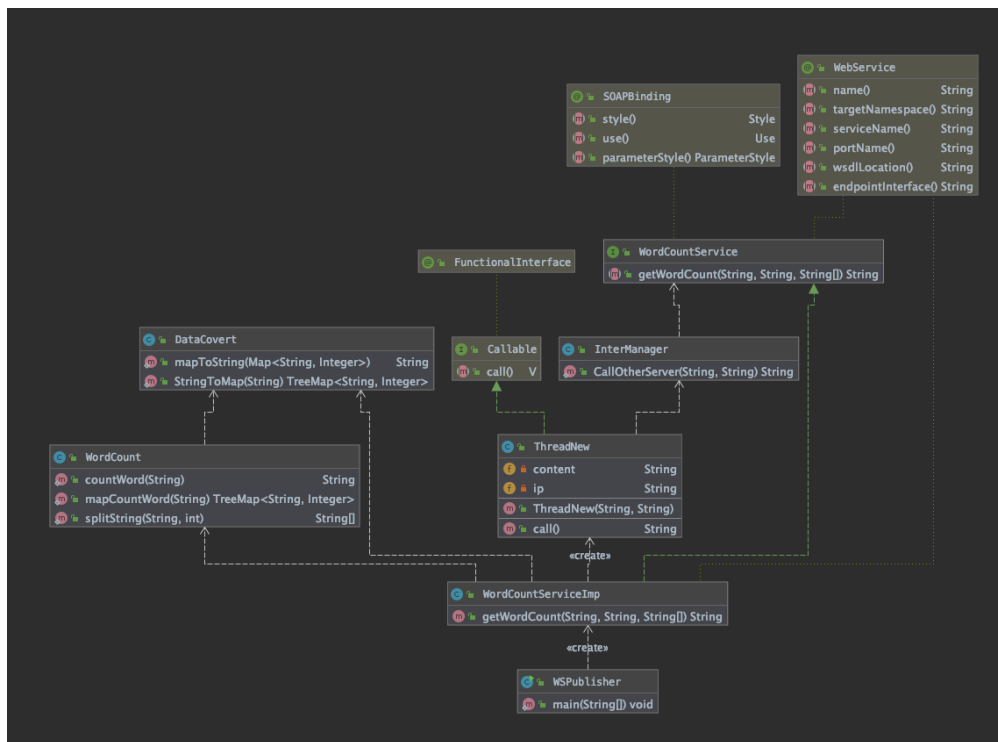 WebService
name() String
targetNamespace() String
serviceName() String
portName() String
wsdlLocation() String
endpointInterface() String
SOAPBinding
style() Style
use() Use
parameterStyle() ParameterStyle
WordCountService
getWordCount(String, String, String[]) String
FunctionalInterface
DataCovert
mapToString(Map<String, Integer>) String
StringToMap(String) TreeMap<String, Integer>
Callable
call() V
InterManager
CallOtherServer(String, String) String
WordCount
countWord(String) String
mapCountWord(String) TreeMap<String, Integer>
splitString(String, int) String[]
ThreadNew
content String
ip String
ThreadNew(String, String)
call() String
«create»
WordCountServiceImp
getWordCount(String, String, String[]) String
«create»
WSPublisher
main(String[]) void